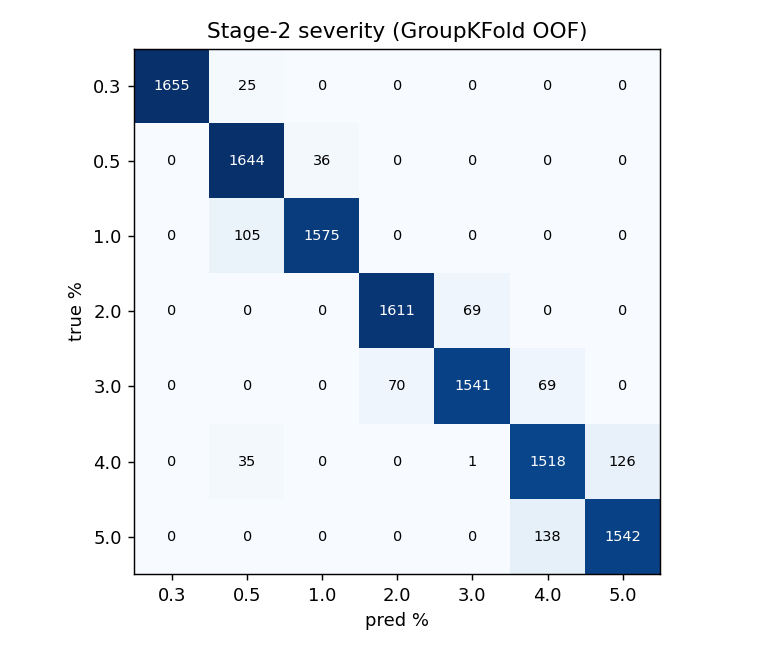 Stage-2 severity (GroupKFold OOF)
0.3 1655 25 0 0 0 0 0
0.5 0 1644 36 0 0 0 0
1.0 0 105 1575 0 0 0 0
2.0 0 0 0 1611 69 0 0
3.0 0 0 0 70 1541 69 0
4.0 0 35 0 0 1 1518 126
5.0 0 0 0 0 0 138 1542
0.3 0.5 1.0 2.0 3.0 4.0 5.0
pred %
true %